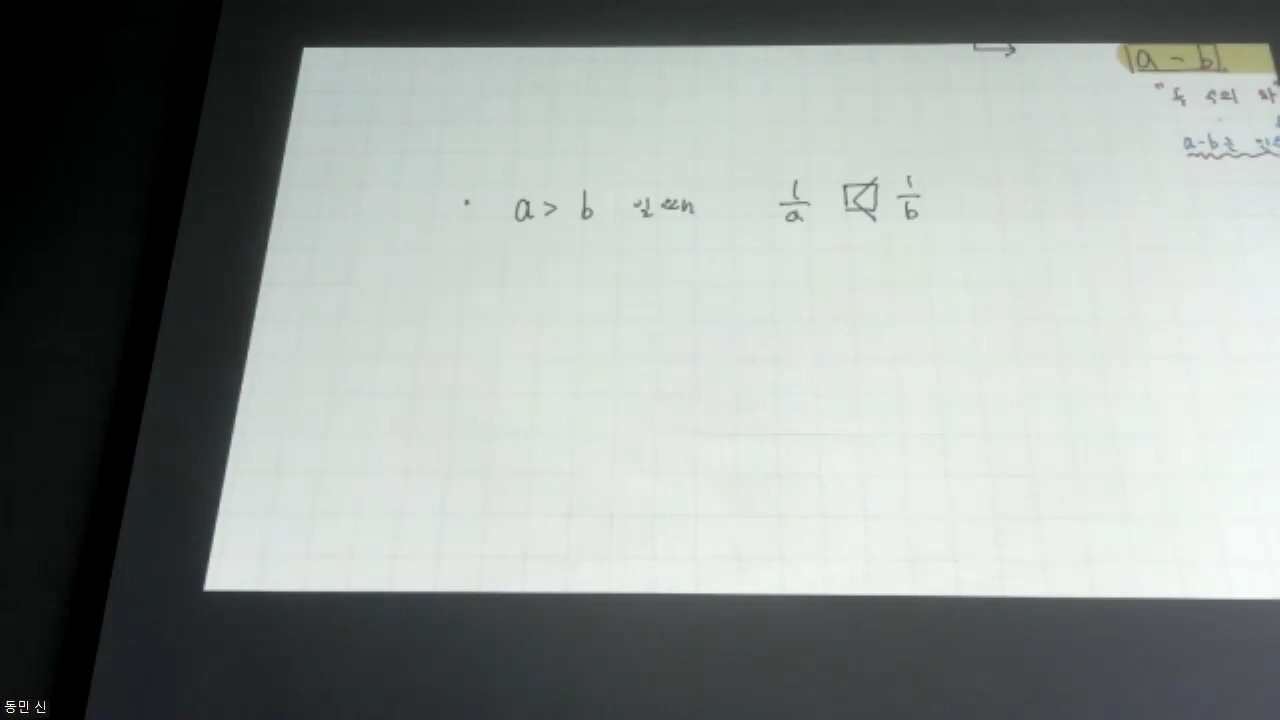 |a - b|
"두 수의 차
a-b는
· a > b 일 때 1/a < 1/b
동민 신